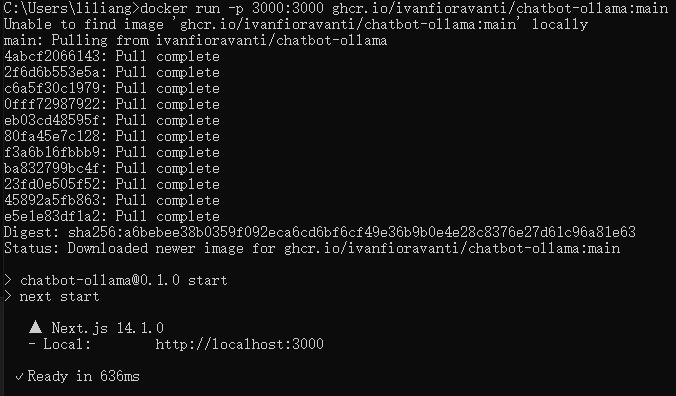 C:\Users\liliang>docker run -p 3000:3000 ghcr.io/ivanfioravanti/chatbot-ollama:main
Unable to find image 'ghcr.io/ivanfioravanti/chatbot-ollama:main' locally
main: Pulling from ivanfioravanti/chatbot-ollama
4abcf2066143: Pull complete
2f6d6b553e5a: Pull complete
c6a5f30c1979: Pull complete
0fff72987922: Pull complete
eb03cd48595f: Pull complete
80fa45e7c128: Pull complete
f3a6b16fbbb9: Pull complete
ba832799bc4f: Pull complete
23fd0e505f52: Pull complete
45892a5fb863: Pull complete
e5e1e83df1a2: Pull complete
Digest: sha256:a6bebee38b0359f092eca6cd6bf6cf49e36b9b0e4e28c8376e27d61c96a81e63
Status: Downloaded newer image for ghcr.io/ivanfioravanti/chatbot-ollama:main
> chatbot-ollama@0.1.0 start
> next start
▲ Next.js 14.1.0
- Local: http://localhost:3000
✓ Ready in 636ms